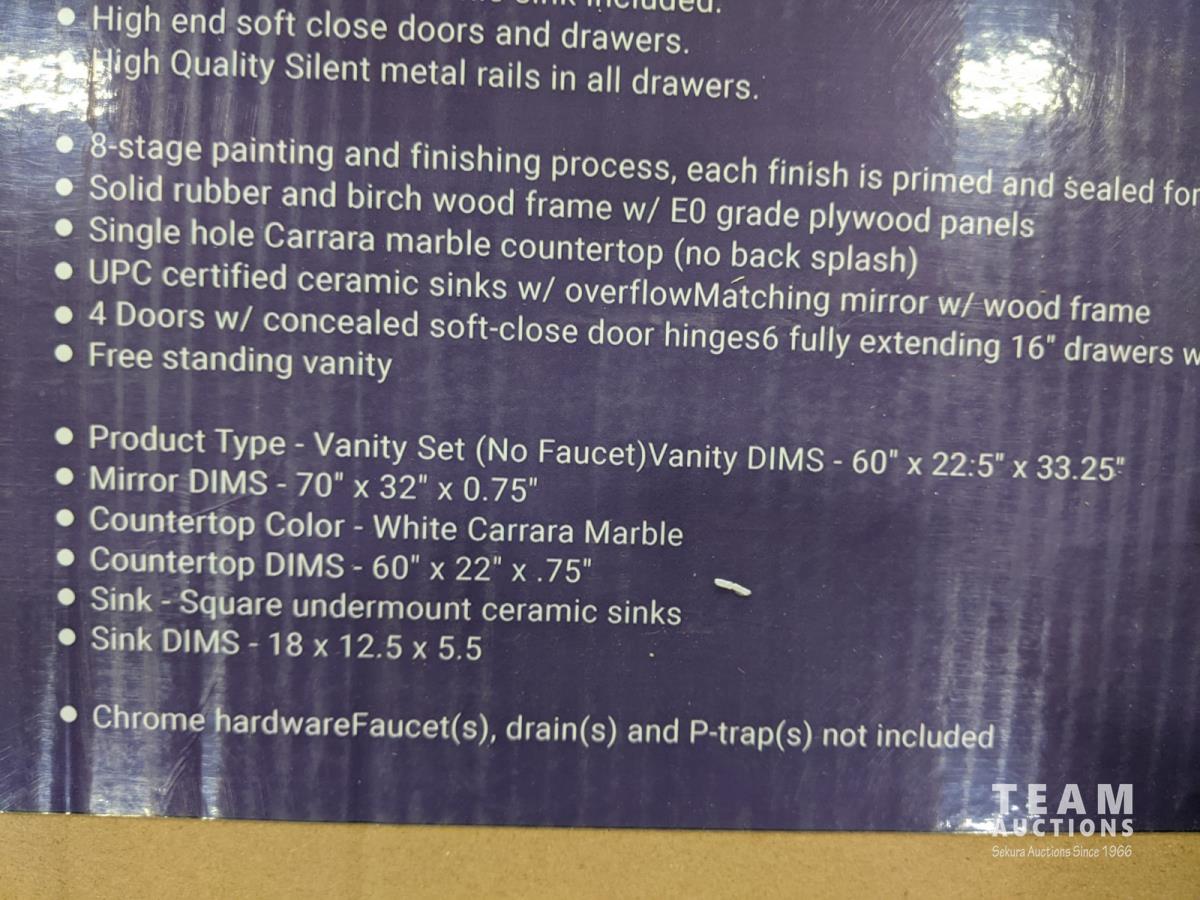 sink included.
High end soft close doors and drawers.
High Quality Silent metal rails in all drawers.
8-stage painting and finishing process, each finish is primed and sealed for
Solid rubber and birch wood frame w/ E0 grade plywood panels
Single hole Carrara marble countertop (no back splash)
UPC certified ceramic sinks w/ overflowMatching mirror w/ wood frame
4 Doors w/ concealed soft-close door hinges6 fully extending 16" drawers w
Free standing vanity
Product Type - Vanity Set (No Faucet)Vanity DIMS - 60" x 22.5" x 33.25"
Mirror DIMS - 70" x 32" x 0.75"
Countertop Color - White Carrara Marble
Countertop DIMS - 60" x 22" x .75"
Sink - Square undermount ceramic sinks
Sink DIMS - 18 x 12.5 x 5.5
Chrome hardwareFaucet(s), drain(s) and P-trap(s) not included
TEAM
AUCTIONS
Sekura Auctions Since 1966